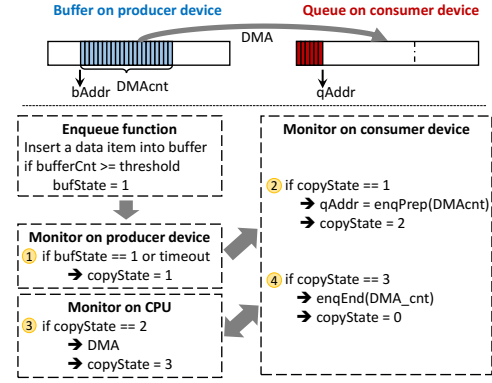 Buffer on producer device
Queue on consumer device
DMA
bAddr
DMAcnt
qAddr
Enqueue function
Insert a data item into buffer
if bufferCnt >= threshold
bufState = 1
Monitor on producer device
1 if bufState == 1 or timeout
➔ copyState = 1
Monitor on CPU
3 if copyState == 2
➔ DMA
➔ copyState = 3
Monitor on consumer device
2 if copyState == 1
➔ qAddr = enqPrep(DMAcnt)
➔ copyState = 2
4 if copyState == 3
➔ enqEnd(DMA_cnt)
➔ copyState = 0